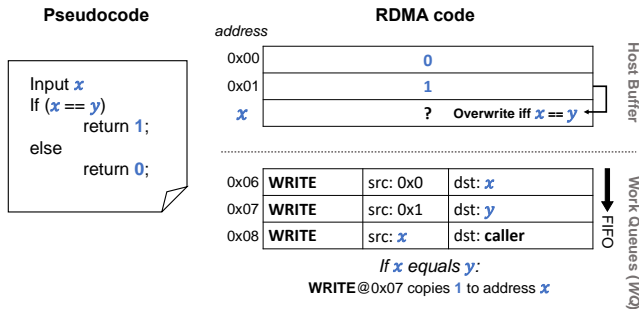 Pseudocode
Input x
If (x == y)
return 1;
else
return 0;
RDMA code
address
0x00 0
0x01 1
x ? Overwrite iff x == y
Host Buffer
0x06 WRITE src: 0x0 dst: x
0x07 WRITE src: 0x1 dst: y
0x08 WRITE src: x dst: caller
FIFO
Work Queues (WQ)
If x equals y:
WRITE@0x07 copies 1 to address x